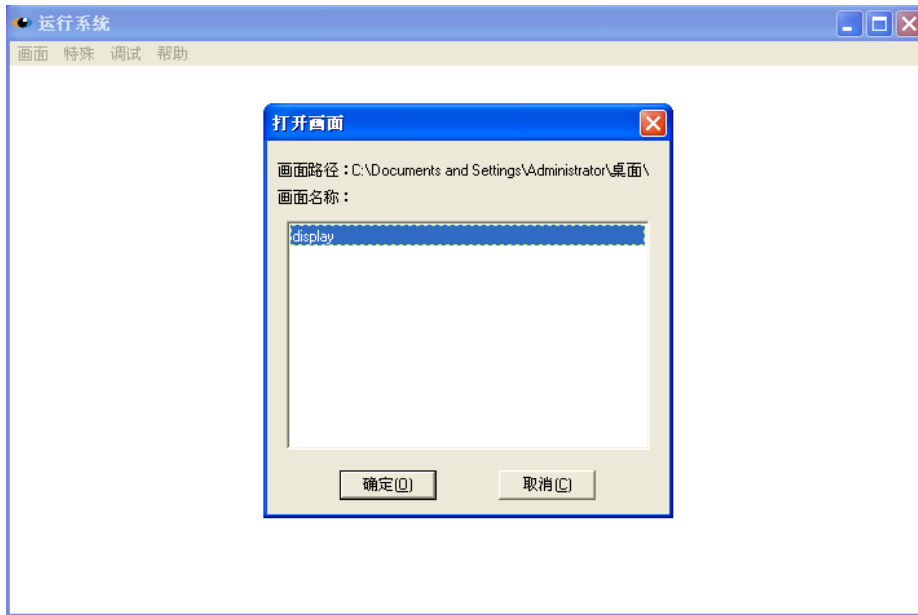 运行系统
画面 特殊 调试 帮助
打开画面
画面路径：C:\Documents and Settings\Administrator\桌面\
画面名称：
display
确定(O) 取消(C)